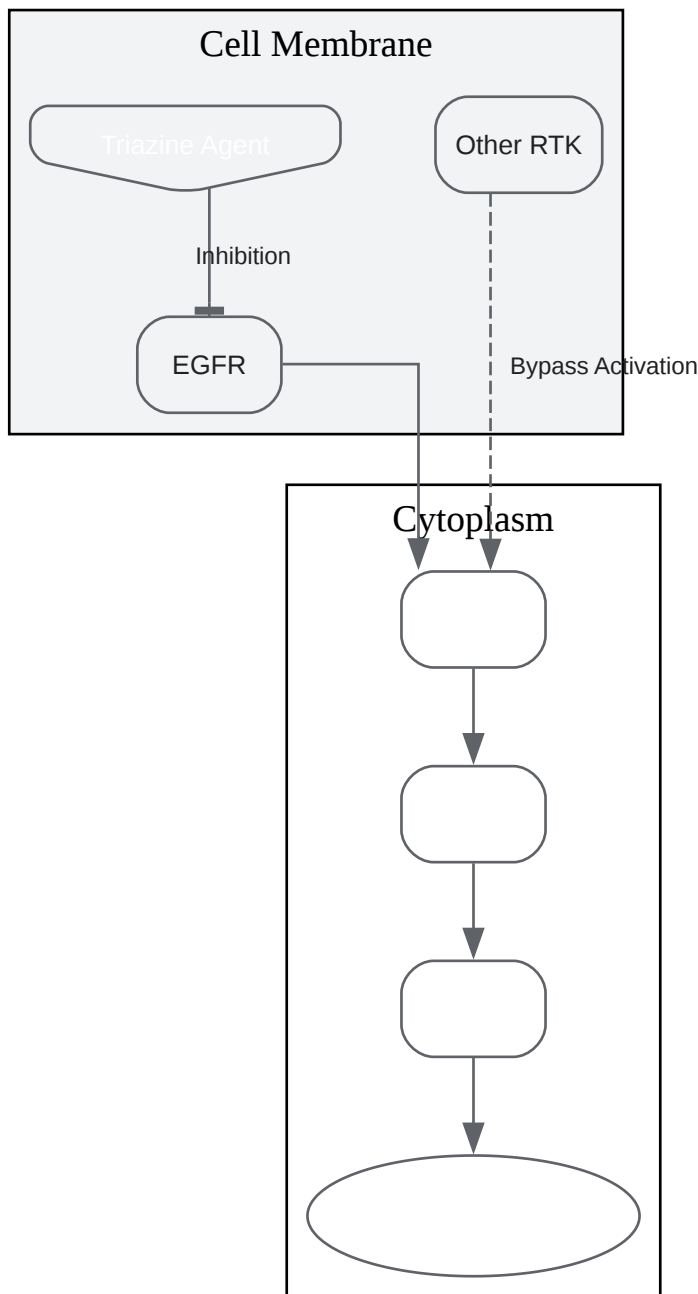 Cell Membrane
Triazine Agent
Other RTK
Inhibition
EGFR
Bypass Activation
Cytoplasm